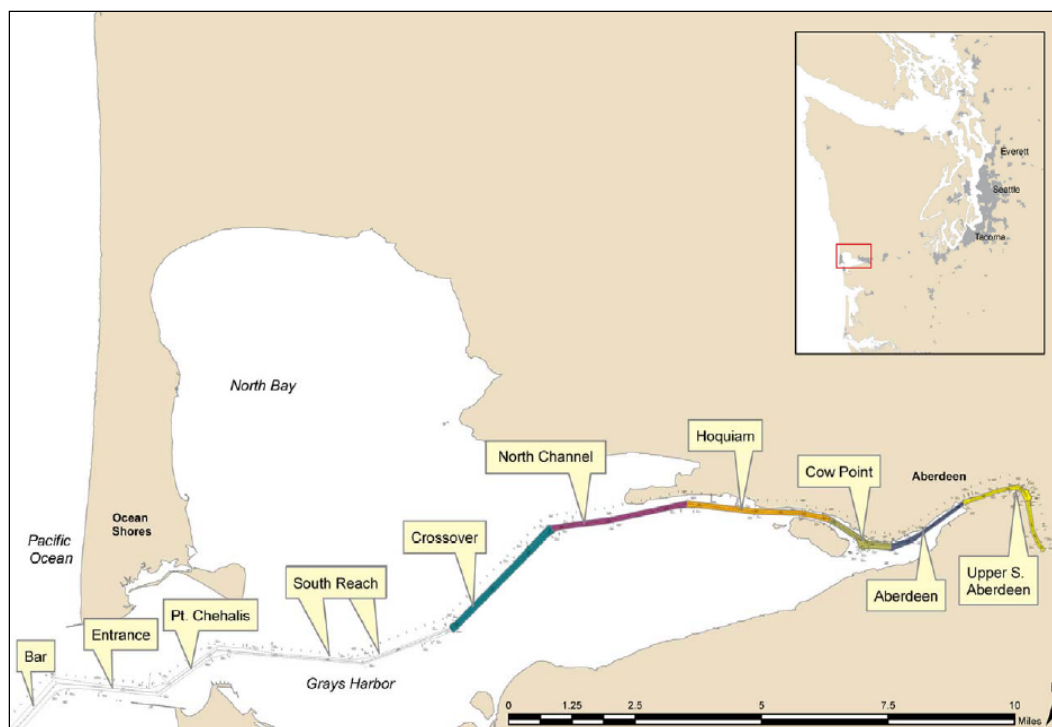 Everett
Seattle
Tacoma
North Bay
Hoquiam
North Channel
Cow Point
Aberdeen
Ocean
Shores
Pacific
Ocean
Crossover
South Reach
Pt. Chehalis
Upper S.
Aberdeen
Aberdeen
Entrance
Bar
Grays Harbor
0 1.25 2.5 5 7.5 10
Miles